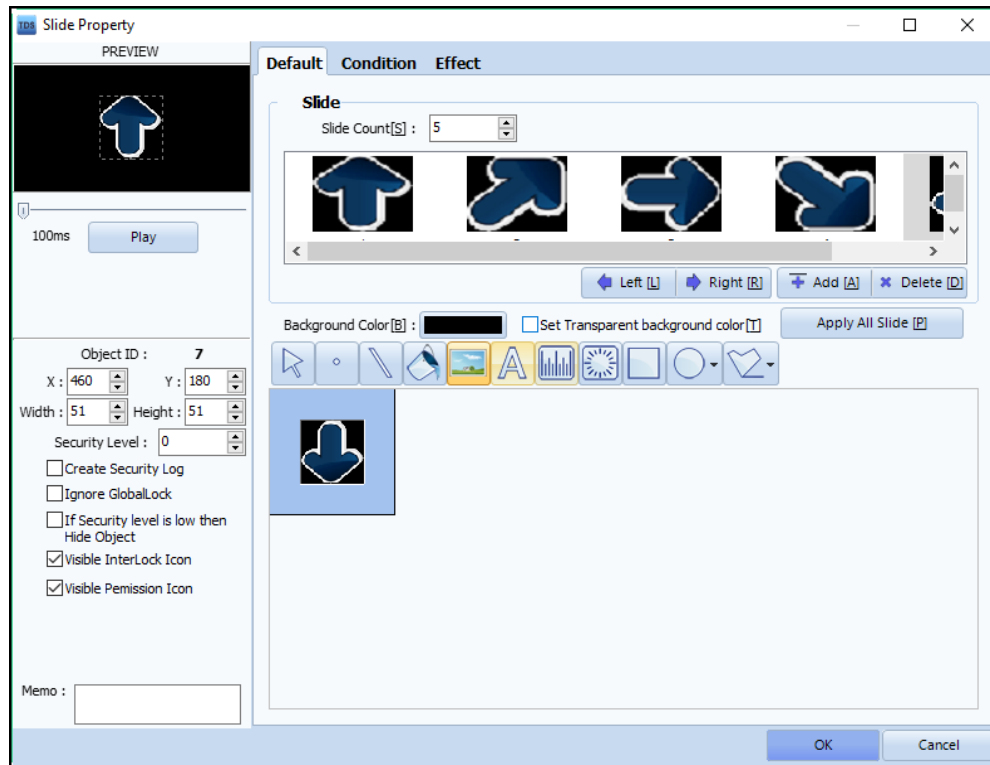 TDS Slide Property
PREVIEW
Default Condition Effect
Slide
Slide Count[S] : 5
100ms Play
Left [L] Right [R] Add [A] Delete [D]
Background Color[B] : Set Transparent background color[T] Apply All Slide [P]
Object ID : 7
X : 460 Y : 180
Width : 51 Height : 51
Security Level : 0
Create Security Log
Ignore GlobalLock
If Security level is low then
Hide Object
Visible InterLock Icon
Visible Pemission Icon
A
Memo :
OK Cancel